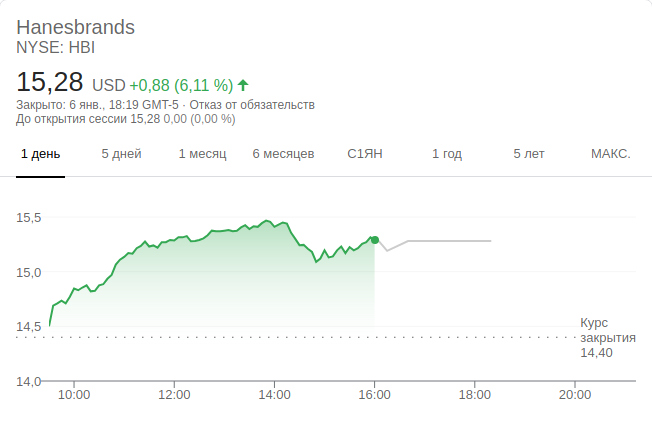 Hanesbrands
NYSE: HBI
15,28 USD +0,88 (6,11 %)
Закрыто: 6 янв., 18:19 GMT-5 · Отказ от обязательств
До открытия сессии 15,28 0,00 (0,00 %)
1 день 5 дней 1 месяц 6 месяцев С1ЯН 1 год 5 лет МАКС.
15,5
15,0
14,5
Курс
закрытия
14,40
14,0
10:00 12:00 14:00 16:00 18:00 20:00